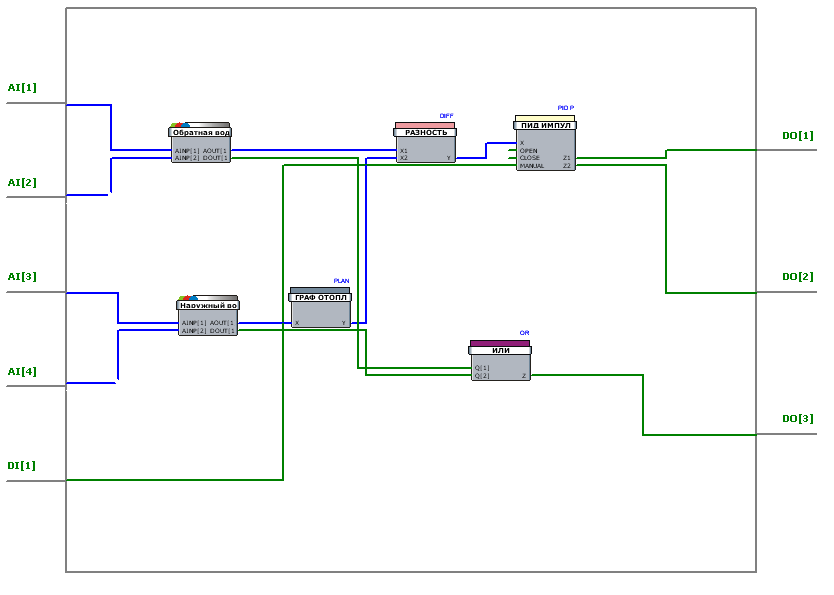 AI[1]
AI[2]
AI[3]
AI[4]
DI[1]
Обратная вод
AINP[1] AOUT[1
AINP[2] DOUT[1
DIFF
РАЗНОСТЬ
X1
X2 Y
PID P
ПИД ИМПУЛ
X
OPEN
CLOSE Z1
MANUAL Z2
Наружный во
AINP[1] AOUT[1
AINP[2] DOUT[1
PLAN
ГРАФ ОТОПЛ
X Y
OR
ИЛИ
Q[1]
Q[2] Z
DO[1]
DO[2]
DO[3]